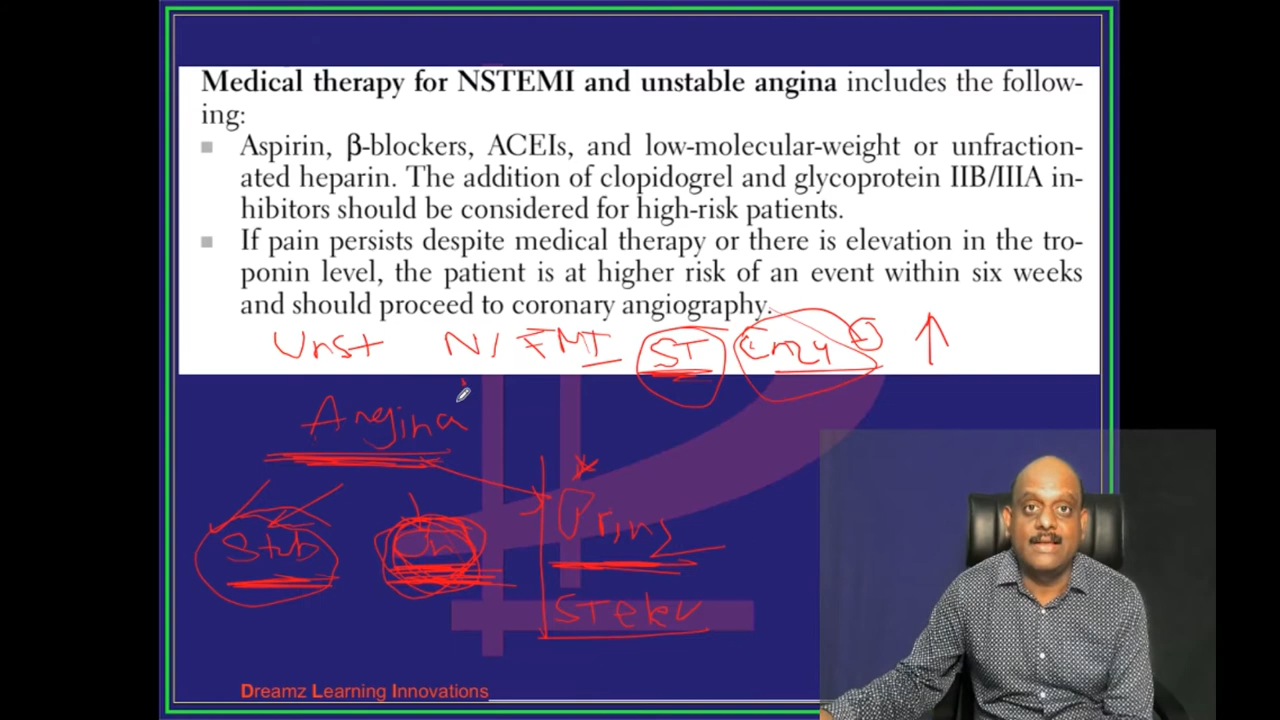 Medical therapy for NSTEMI and unstable angina includes the follow-
ing:
Aspirin, β-blockers, ACEIs, and low-molecular-weight or unfraction-
ated heparin. The addition of clopidogrel and glycoprotein IIB/IIIA in-
hibitors should be considered for high-risk patients.
If pain persists despite medical therapy or there is elevation in the tro-
ponin level, the patient is at higher risk of an event within six weeks
and should proceed to coronary angiography.
Unst ST Enzy
Angina
Stab Un Prinz
ST elev
Dreamz Learning Innovations